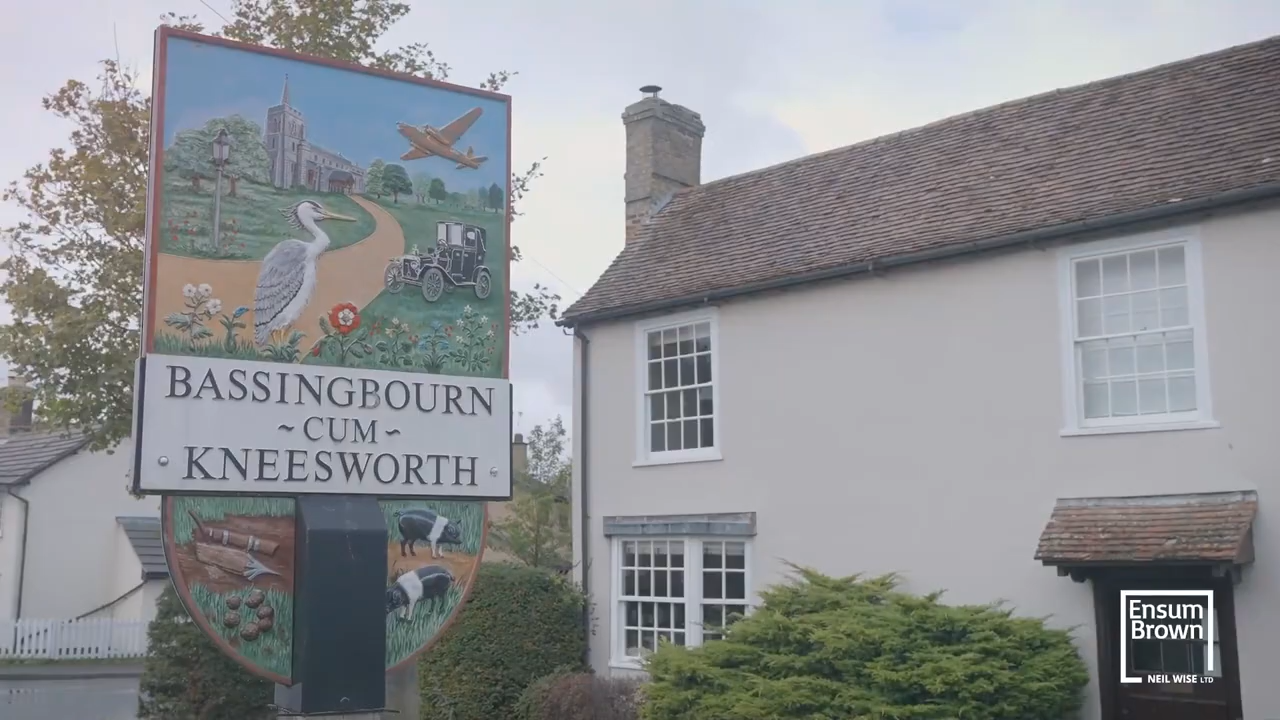 BASSINGBOURN
~CUM~
KNEESWORTH
Ensum
Brown
NEIL WISE LTD